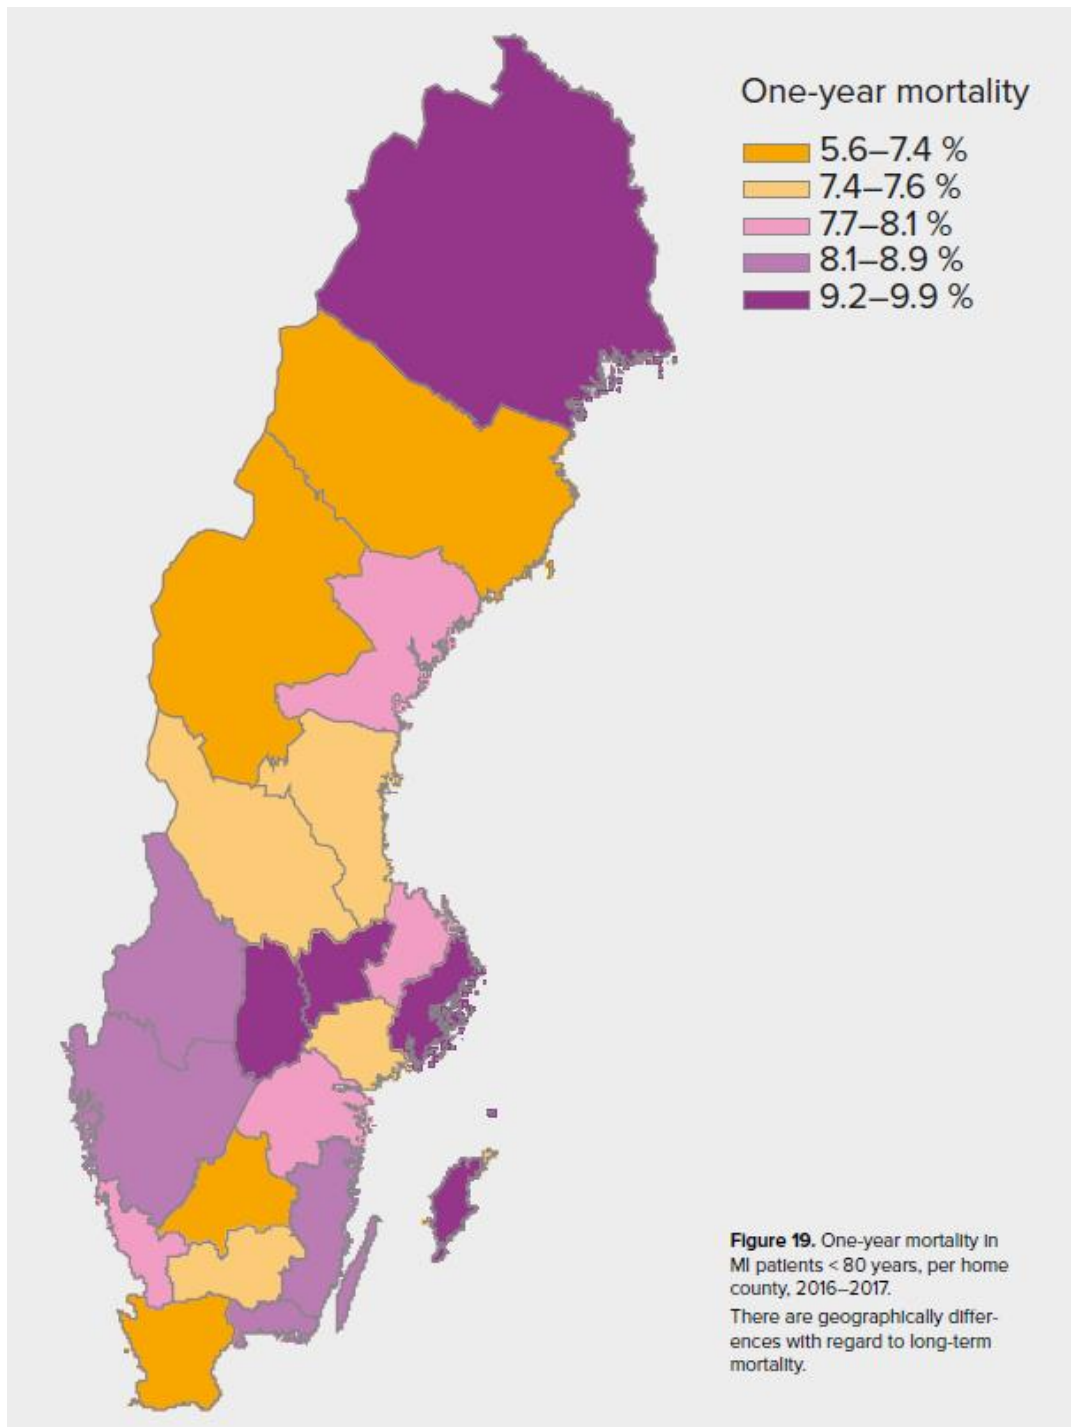 One-year mortality
5.6–7.4 %
7.4–7.6 %
7.7–8.1 %
8.1–8.9 %
9.2–9.9 %
Figure 19. One-year mortality in
MI patients < 80 years, per home
county, 2016–2017.
There are geographically differ-
ences with regard to long-term
mortality.